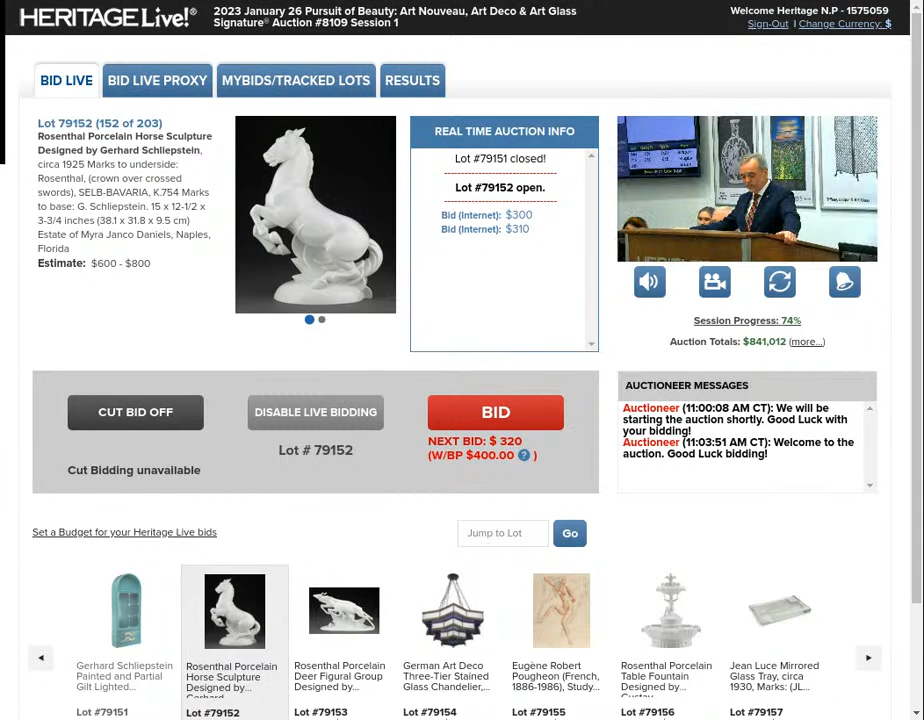 HERITAGE Live!®
2023 January 26 Pursuit of Beauty: Art Nouveau, Art Deco & Art Glass
Signature® Auction #8109 Session 1
Welcome Heritage N.P - 1575059
Sign-Out | Change Currency: $
BID LIVE
BID LIVE PROXY
MYBIDS/TRACKED LOTS
RESULTS
Lot 79152 (152 of 203)
Rosenthal Porcelain Horse Sculpture
Designed by Gerhard Schliepstein,
circa 1925 Marks to underside:
Rosenthal, (crown over crossed
swords), SELB-BAVARIA, K.754 Marks
to base: G. Schliepstein. 15 x 12-1/2 x
3-3/4 inches (38.1 x 31.8 x 9.5 cm)
Estate of Myra Janco Daniels, Naples,
Florida
Estimate: $600 - $800
REAL TIME AUCTION INFO
Lot #79151 closed!
Lot #79152 open.
Bid (Internet): $300
Bid (Internet): $310
Session Progress: 74%
Auction Totals: $841,012 (more...)
CUT BID OFF
Cut Bidding unavailable
DISABLE LIVE BIDDING
Lot # 79152
BID
NEXT BID: $ 320
(W/BP $400.00 ? )
AUCTIONEER MESSAGES
Auctioneer (11:00:08 AM CT): We will be
starting the auction shortly. Good Luck with
your bidding!
Auctioneer (11:03:51 AM CT): Welcome to the
auction. Good Luck bidding!
Set a Budget for your Heritage Live bids
Jump to Lot
Go
Gerhard Schliepstein
Painted and Partial
Gilt Lighted...
Lot #79151
Rosenthal Porcelain
Horse Sculpture
Designed by...
Gerhard
Lot #79152
Rosenthal Porcelain
Deer Figural Group
Designed by...
Lot #79153
German Art Deco
Three-Tier Stained
Glass Chandelier,...
Lot #79154
Eugène Robert
Pougheon (French,
1886-1986), Study...
Lot #79155
Rosenthal Porcelain
Table Fountain
Designed by...
Gustav
Lot #79156
Jean Luce Mirrored
Glass Tray, circa
1930, Marks: (JL...
Lot #79157